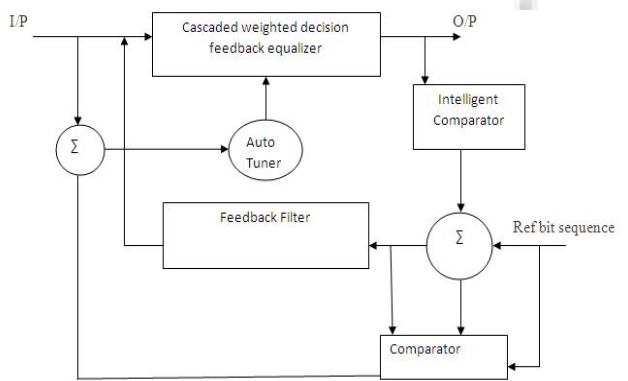 I/P
Cascaded weighted decision
feedback equalizer
O/P
Intelligent
Comparator
Σ
Auto
Tuner
Feedback Filter
Σ
Ref bit sequence
Comparator